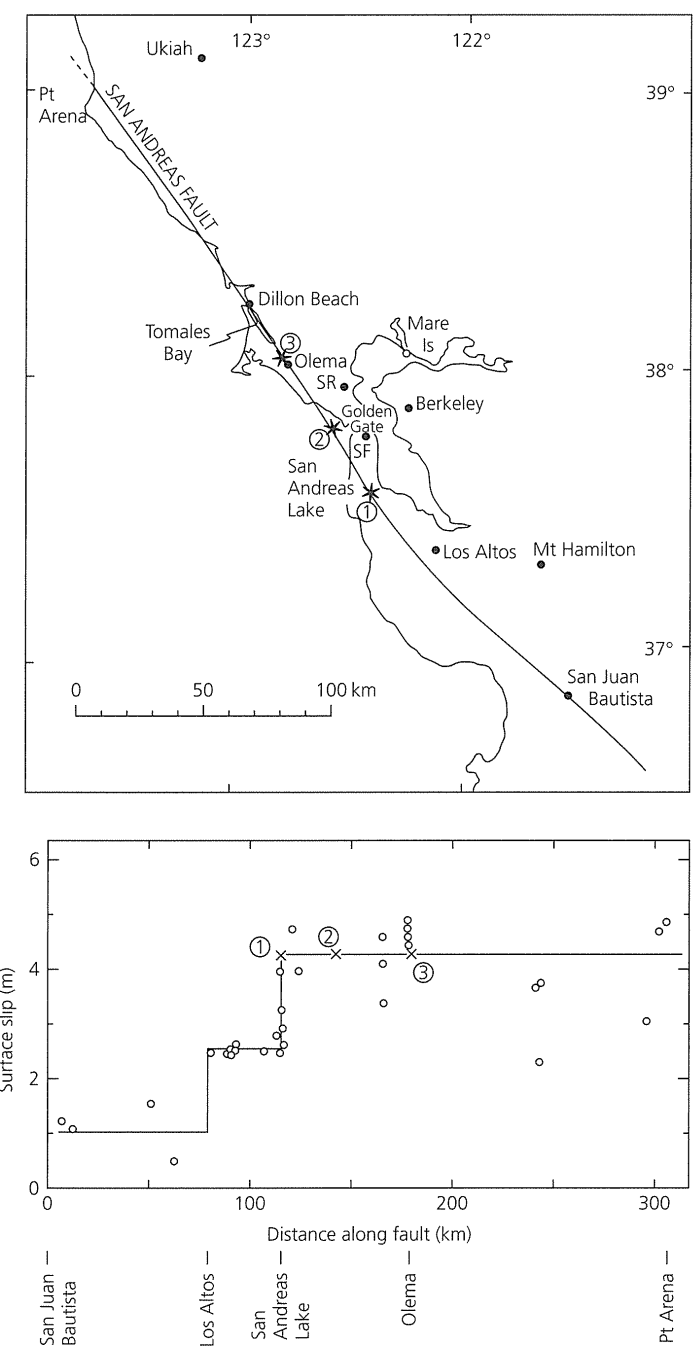 123°
122°
Ukiah
39°
Pt
Arena
SAN ANDREAS FAULT
Dillon Beach
Tomales
Bay
3
Olema
Mare
Is
38°
SR
Golden
Gate
Berkeley
2
SF
San
Andreas
Lake
1
Los Altos
Mt Hamilton
37°
San Juan
Bautista
0 50 100 km
6
4
2
0
Surface slip (m)
1
2
3
0 100 200 300
Distance along fault (km)
San Juan
Bautista
Los Altos
San
Andreas
Lake
Olema
Pt Arena